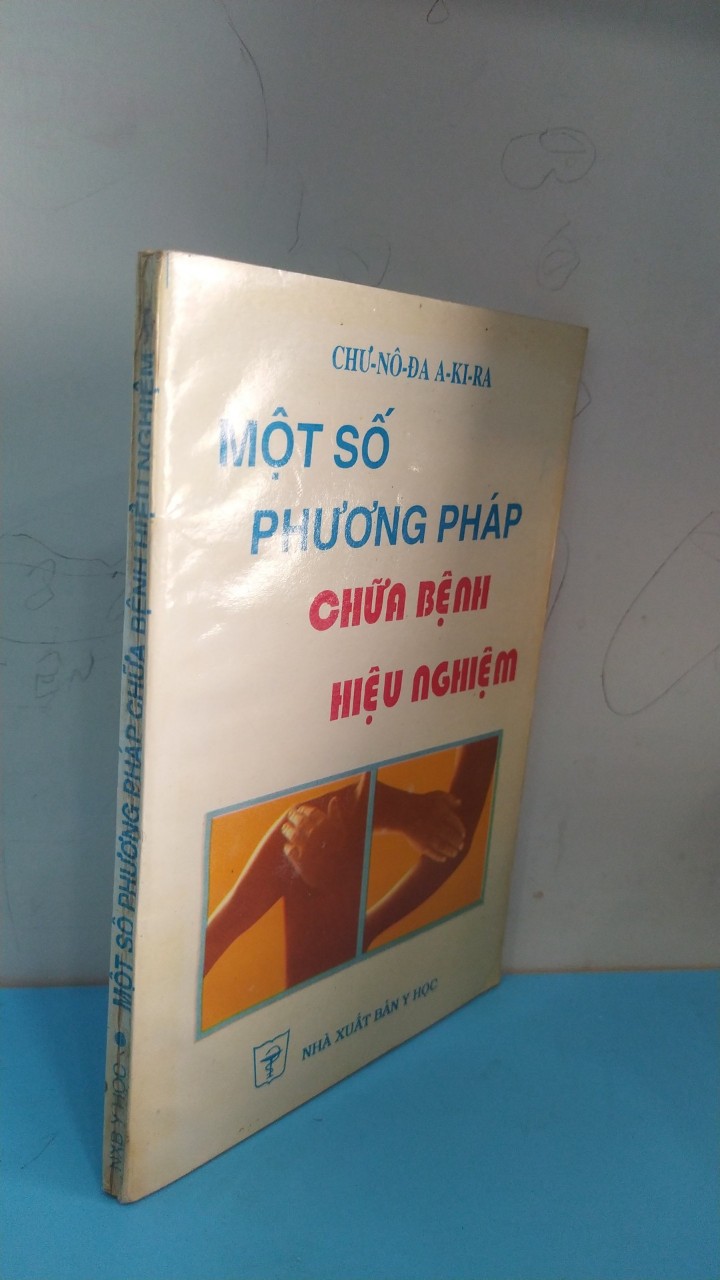 CHƯ-NÔ-ĐA A-KI-RA
MỘT SỐ
PHƯƠNG PHÁP
CHỮA BỆNH
HIỆU NGHIỆM
NHÀ XUẤT BẢN Y HỌC
NXB Y HỌC ● MỘT SỐ PHƯƠNG PHÁP CHỮA BỆNH HIỆU NGHIỆM